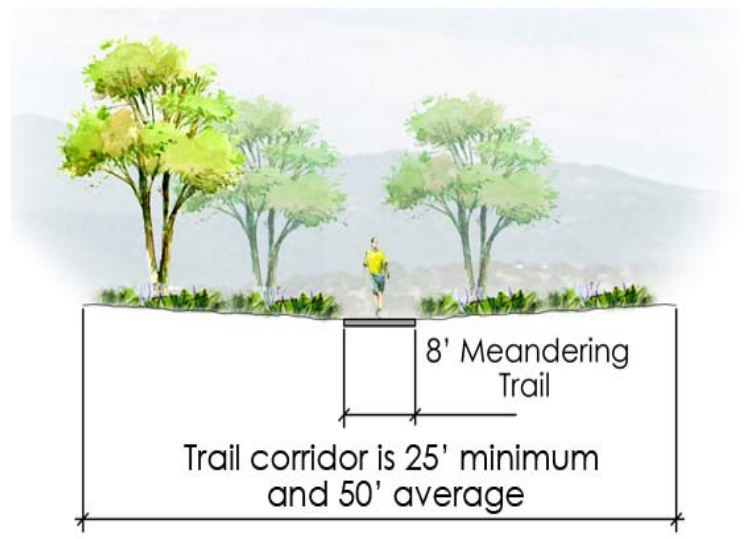 8’ Meandering
Trail
Trail corridor is 25’ minimum
and 50’ average